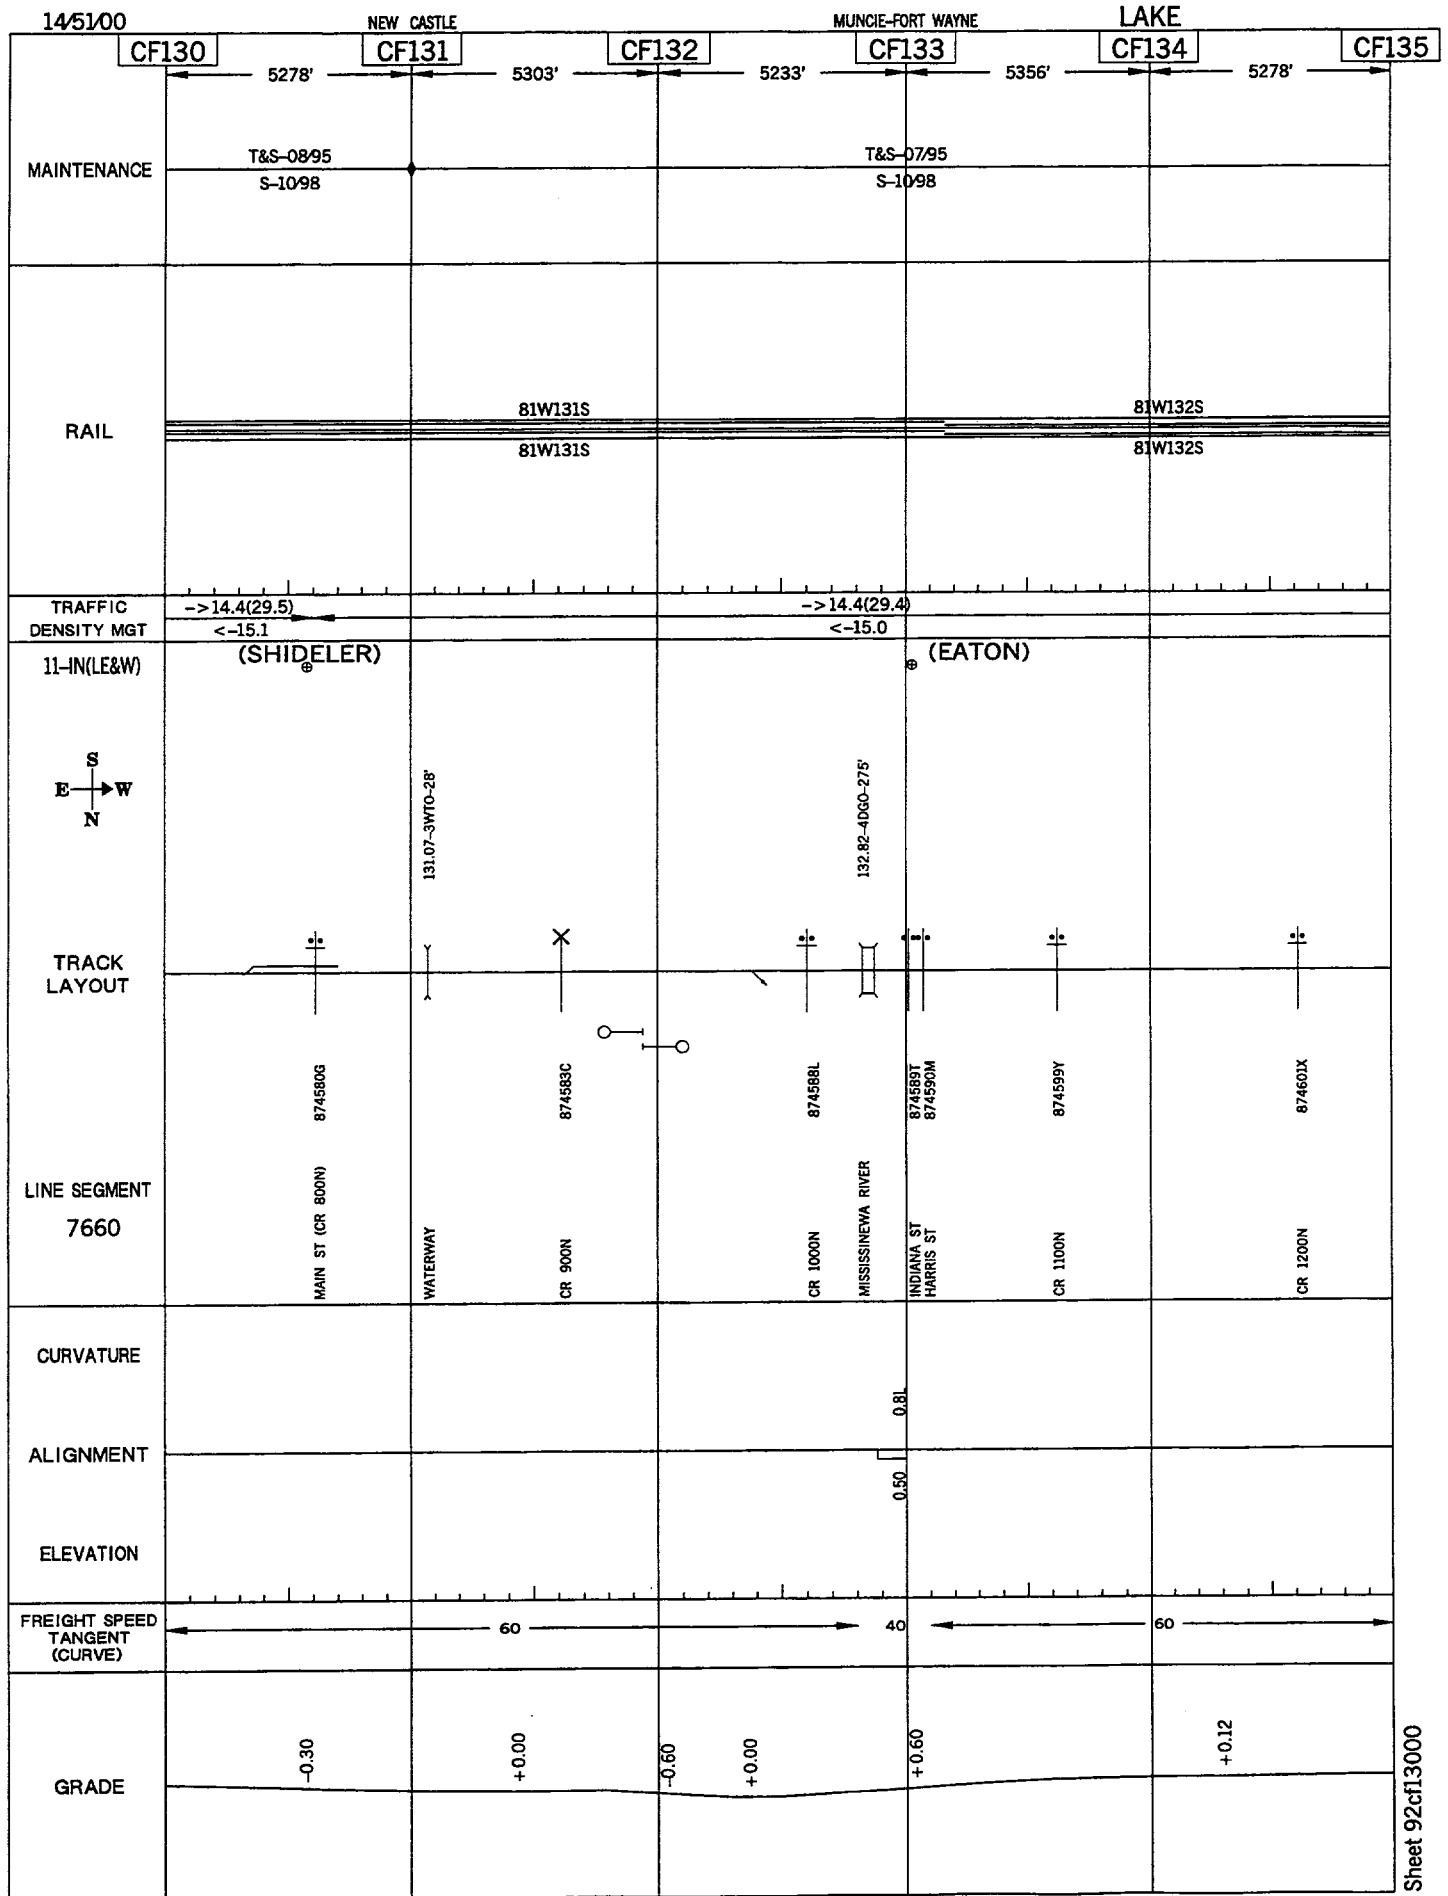 14/51/00
NEW CASTLE
MUNCIE-FORT WAYNE
LAKE
CF130
CF131
CF132
CF133
CF134
CF135
5278'
5303'
5233'
5356'
5278'
MAINTENANCE
T&S-08/95
S-10/98
T&S-07/95
S-10/98
RAIL
81W131S
81W131S
81W132S
81W132S
TRAFFIC
DENSITY MGT
->14.4(29.5)
<-15.1
->14.4(29.4)
<-15.0
11-IN(LE&W)
(SHIDELER)
(EATON)
S
E W
N
131.07-3WTO-28'
132.82-4DGO-275'
TRACK
LAYOUT
874580G
874583C
874588L
874589T
874590M
874599Y
874601X
LINE SEGMENT
7660
MAIN ST (CR 800N)
WATERWAY
CR 900N
CR 1000N
MISSISSINEWA RIVER
INDIANA ST
HARRIS ST
CR 1100N
CR 1200N
CURVATURE
0.8L
ALIGNMENT
0.50
ELEVATION
FREIGHT SPEED
TANGENT
(CURVE)
60
40
60
GRADE
-0.30
+0.00
-0.60
+0.00
+0.60
+0.12
Sheet 92cf13000